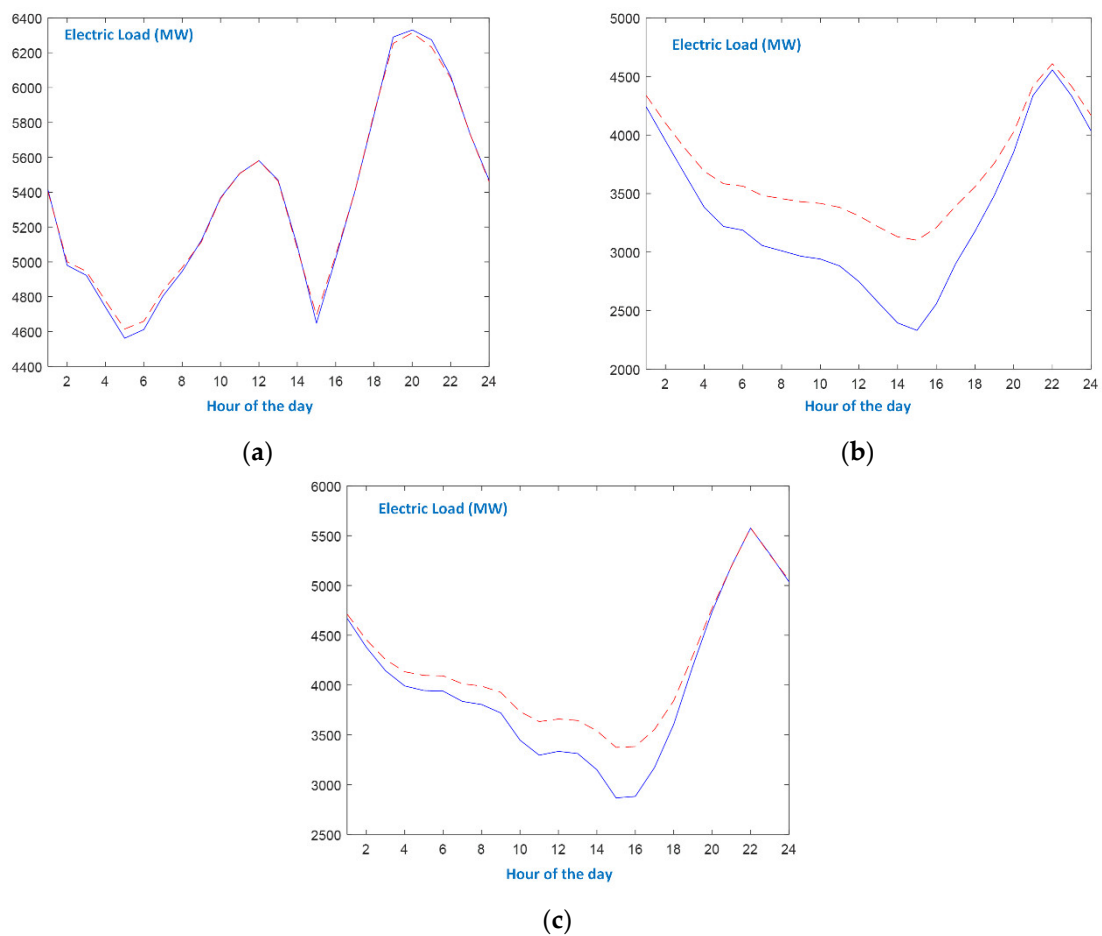 Electric Load (MW)
6400
6200
6000
5800
5600
5400
5200
5000
4800
4600
4400
2 4 6 8 10 12 14 16 18 20 22 24
Hour of the day
(a)
Electric Load (MW)
5000
4500
4000
3500
3000
2500
2000
2 4 6 8 10 12 14 16 18 20 22 24
Hour of the day
(b)
Electric Load (MW)
6000
5500
5000
4500
4000
3500
3000
2500
2 4 6 8 10 12 14 16 18 20 22 24
Hour of the day
(c)